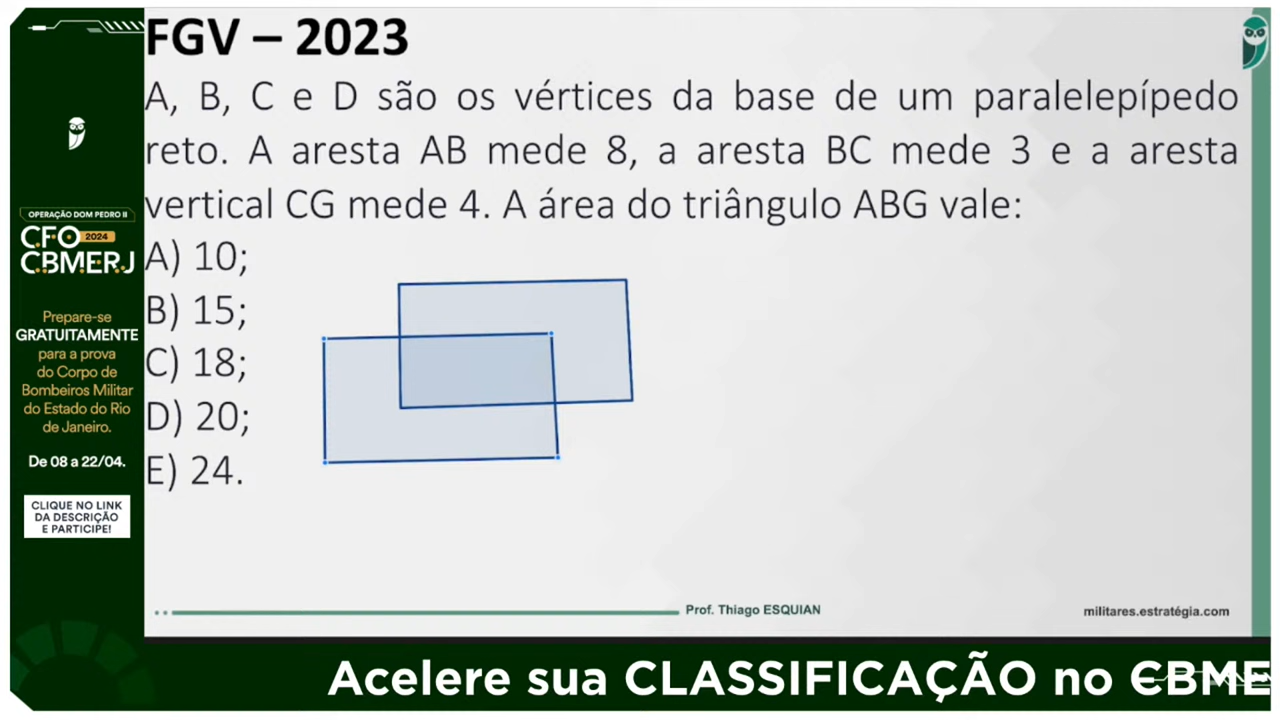 FGV – 2023
A, B, C e D são os vértices da base de um paralelepípedo
reto. A aresta AB mede 8, a aresta BC mede 3 e a aresta
vertical CG mede 4. A área do triângulo ABG vale:
A) 10;
B) 15;
C) 18;
D) 20;
E) 24.
OPERAÇÃO DOM PEDRO II
CFO 2024
CBMERJ
Prepare-se
GRATUITAMENTE
para a prova
do Corpo de
Bombeiros Militar
do Estado do Rio
de Janeiro.
De 08 a 22/04.
CLIQUE NO LINK
DA DESCRIÇÃO
E PARTICIPE!
Prof. Thiago ESQUIAN
militares.estratégia.com
Acelere sua CLASSIFICAÇÃO no CBME